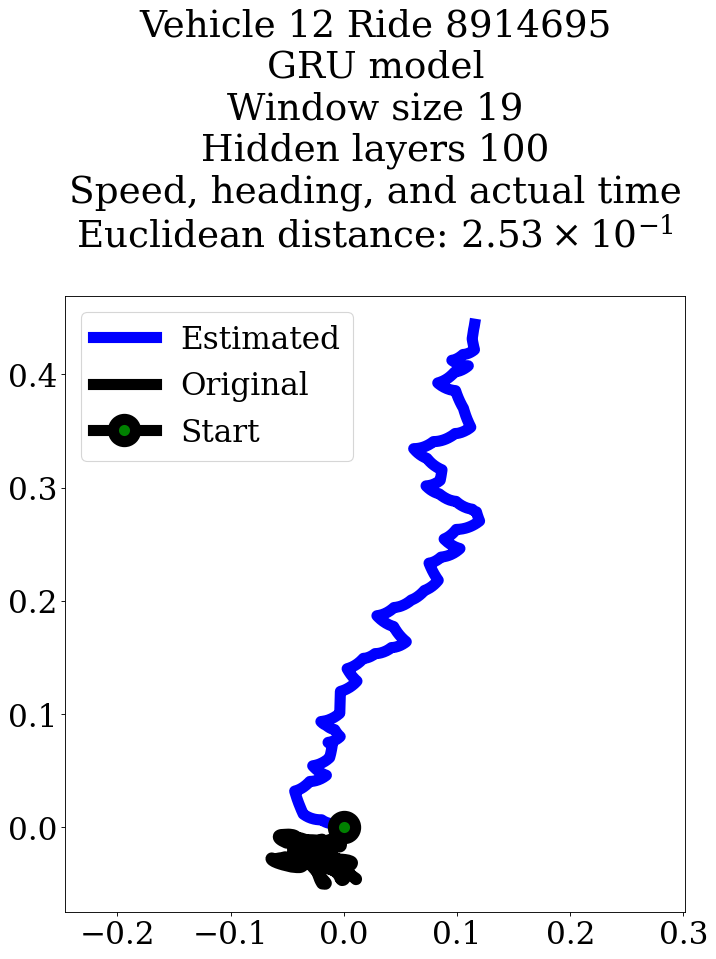 Vehicle 12 Ride 8914695
GRU model
Window size 19
Hidden layers 100
Speed, heading, and actual time
Euclidean distance: 2.53 × 10⁻¹
Estimated
Original
Start
0.4
0.3
0.2
0.1
0.0
−0.2 −0.1 0.0 0.1 0.2 0.3